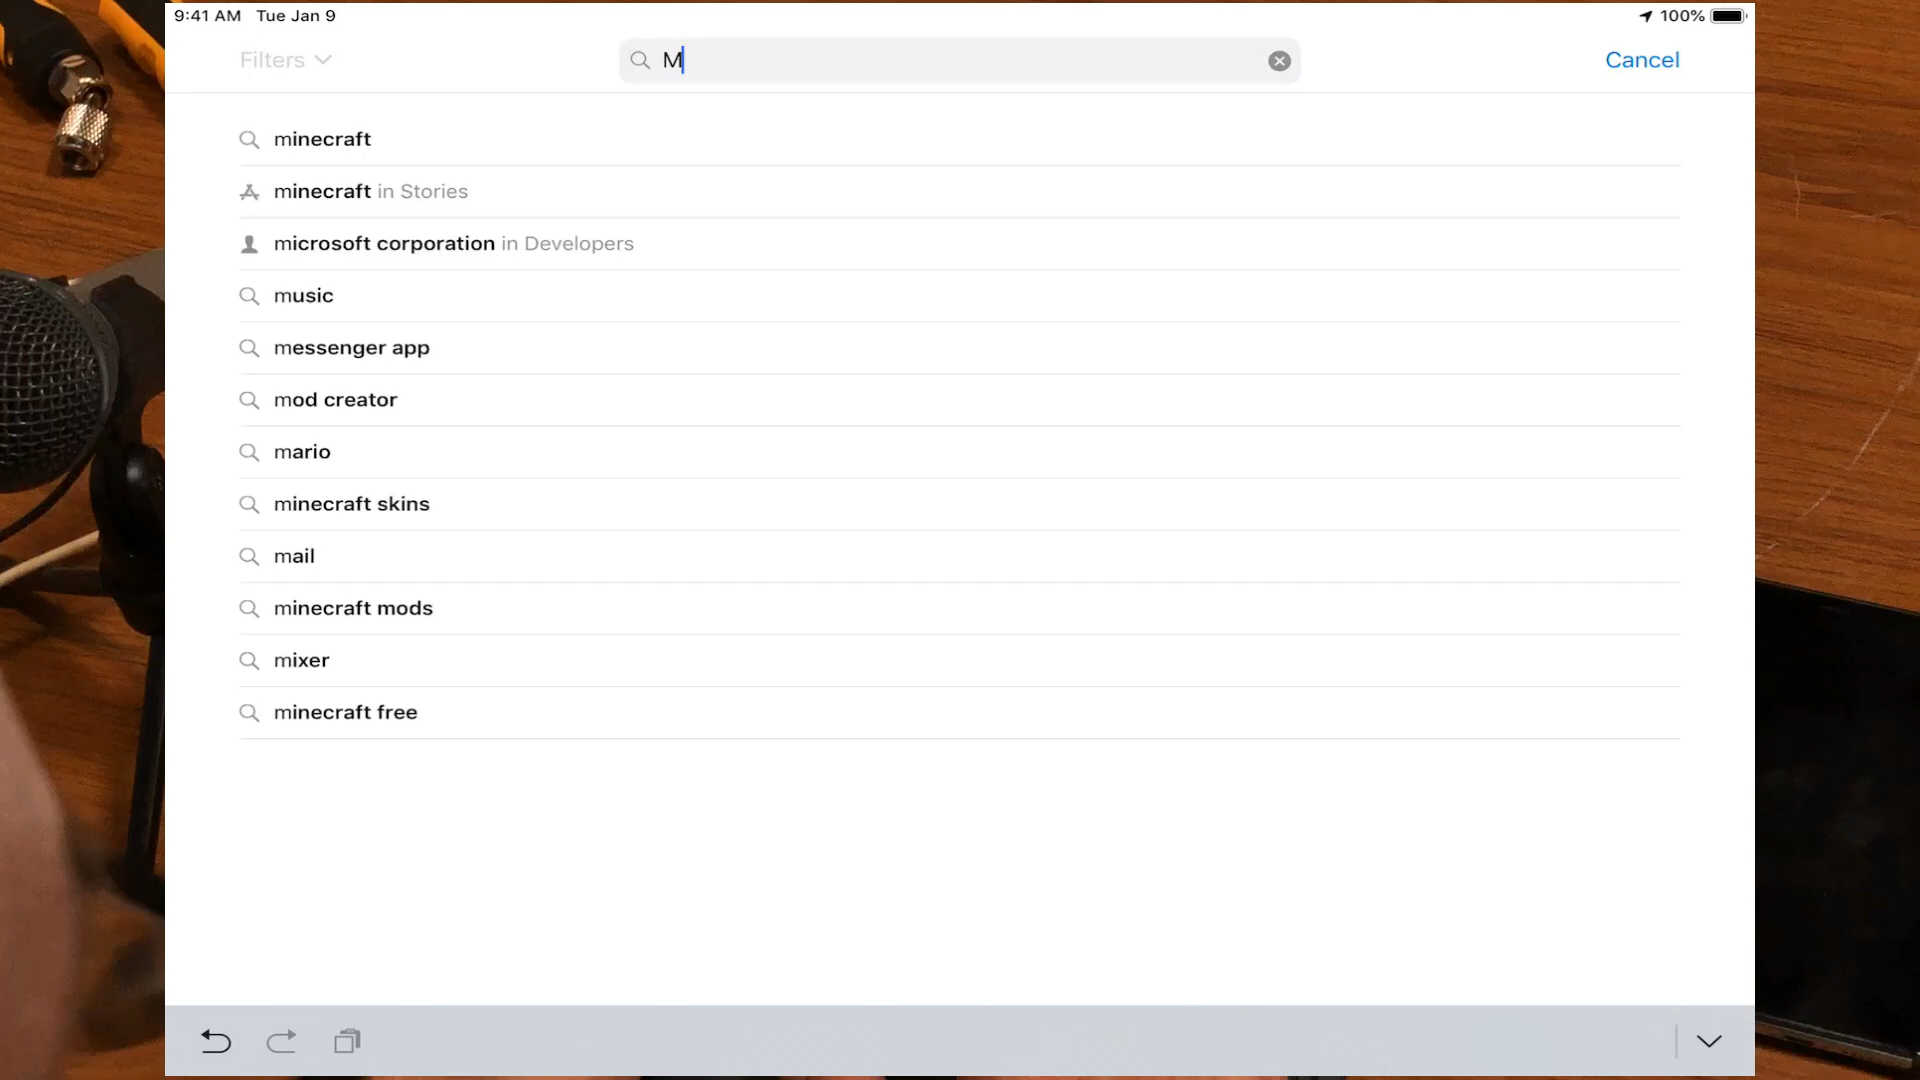 9:41 AM Tue Jan 9
100%
Filters
M
Cancel
minecraft
minecraft in Stories
microsoft corporation in Developers
music
messenger app
mod creator
mario
minecraft skins
mail
minecraft mods
mixer
minecraft free